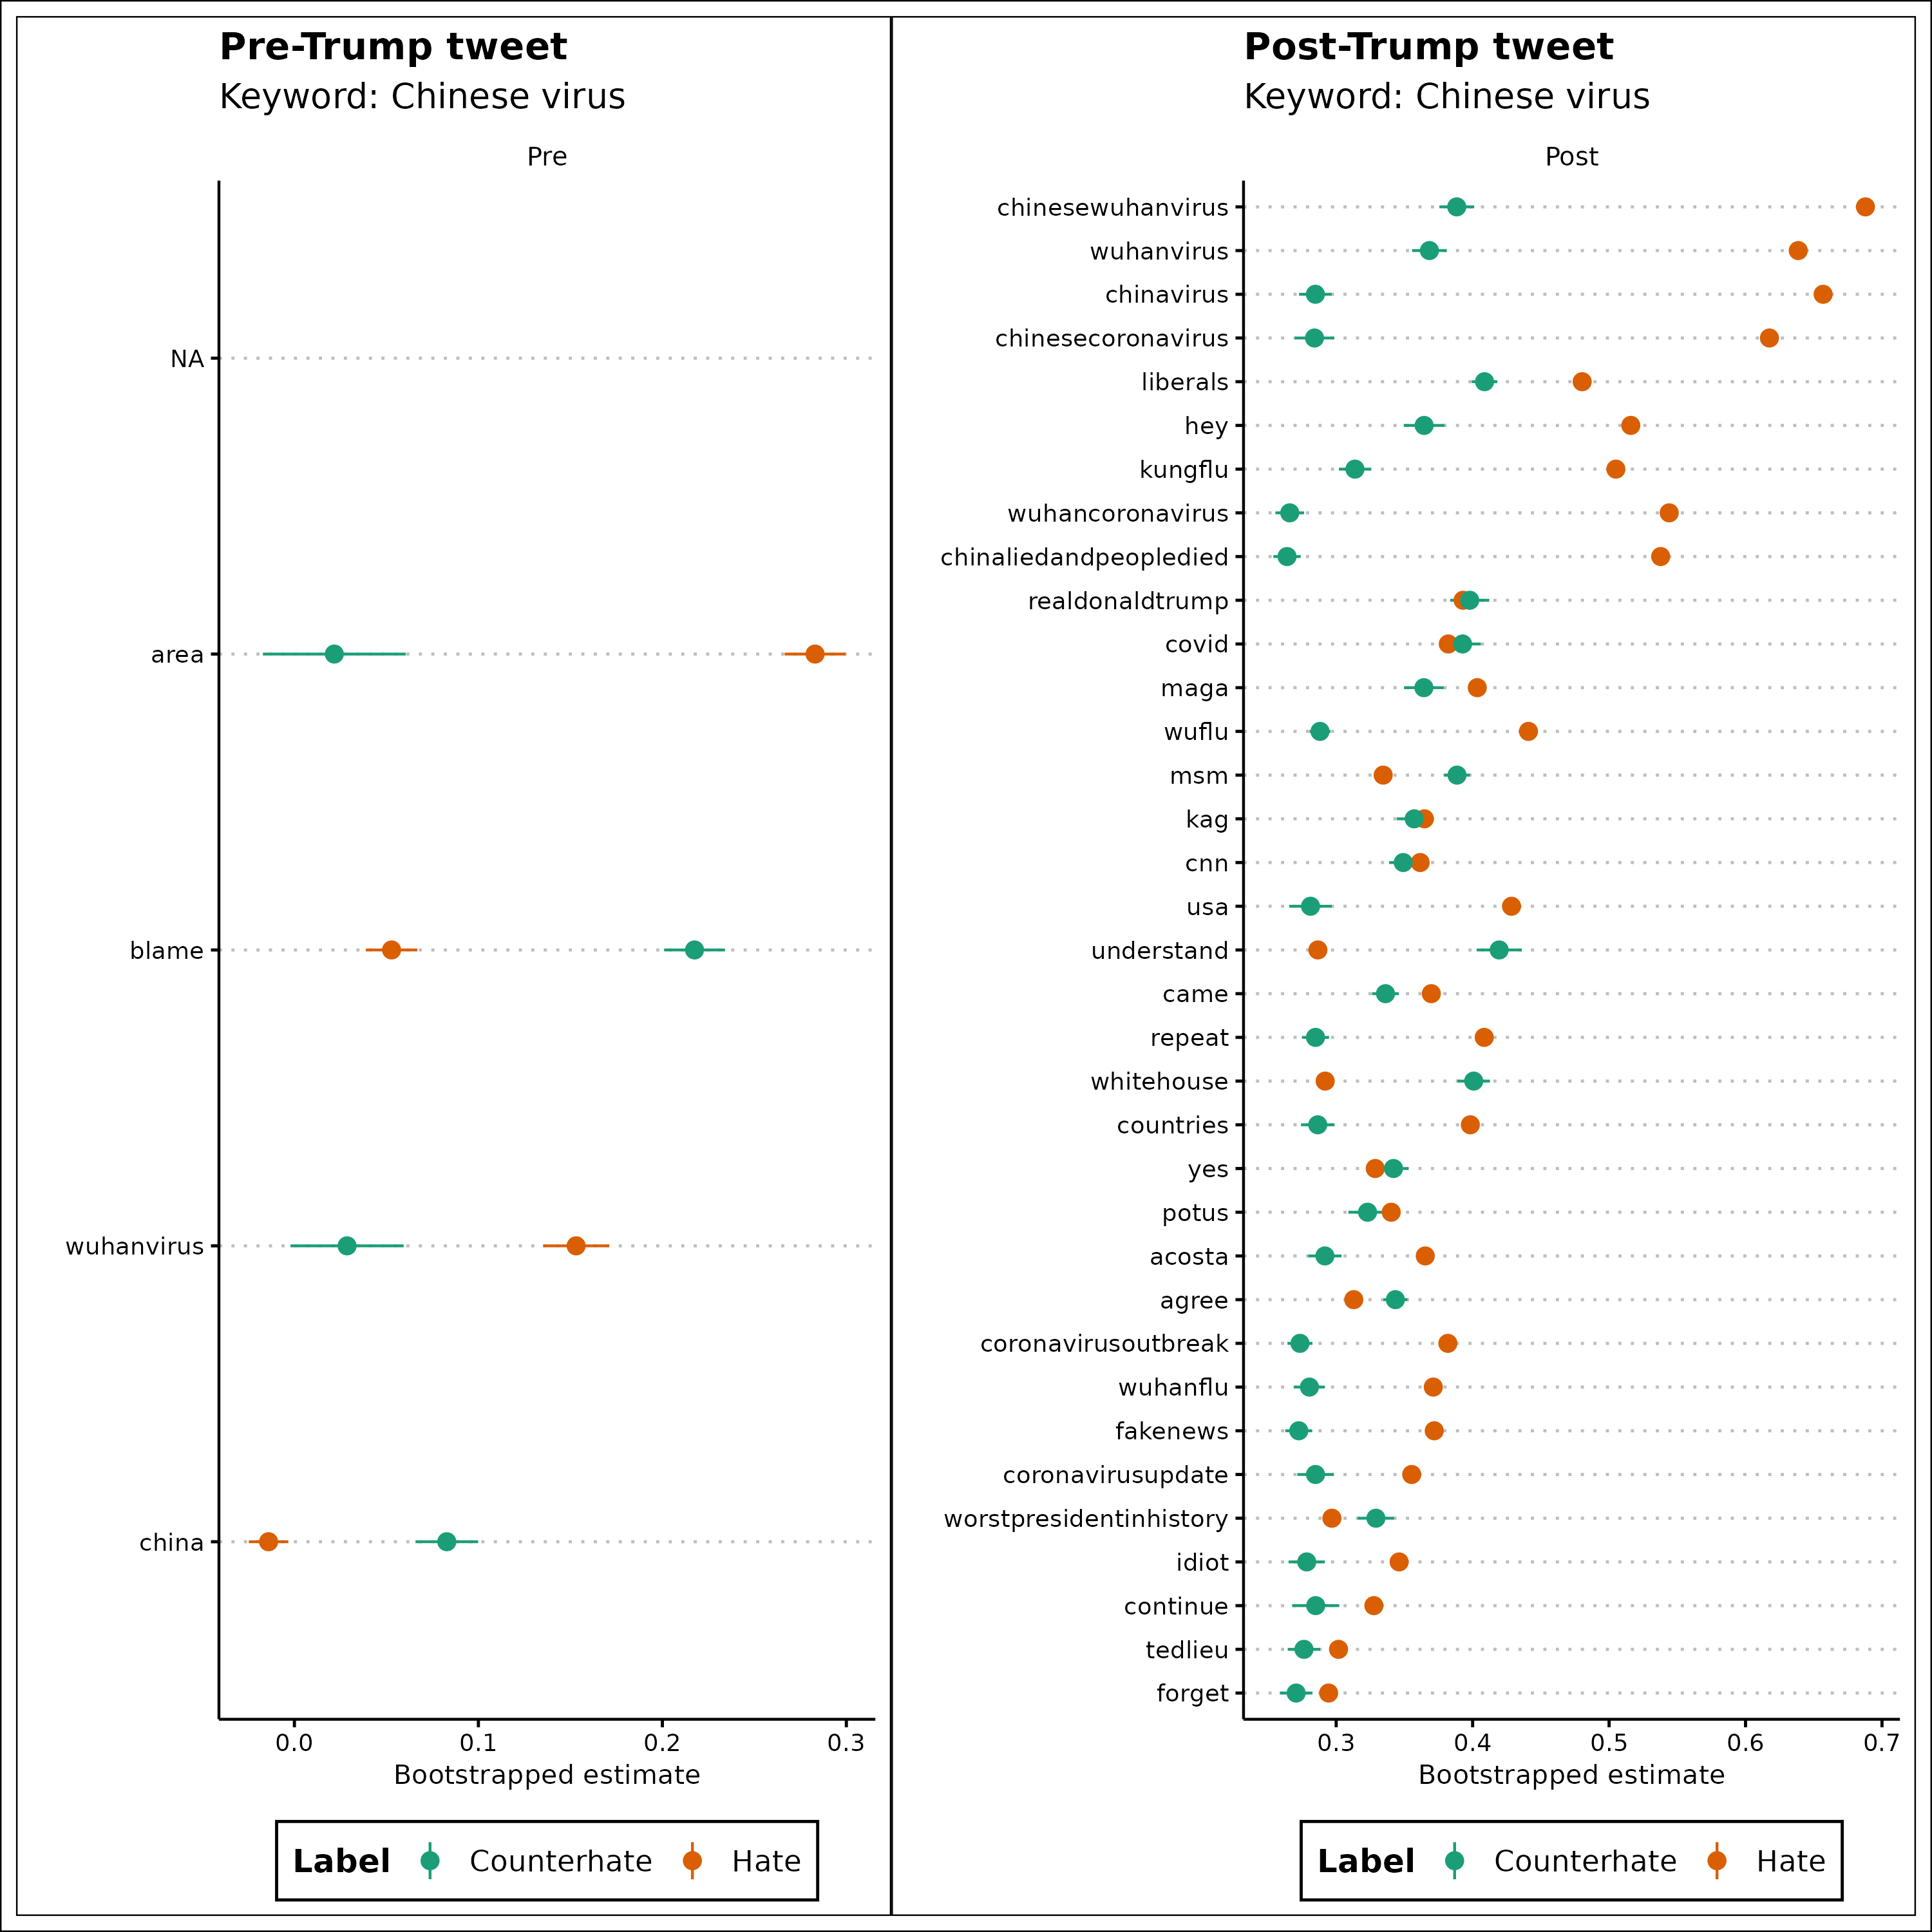 Pre-Trump tweet
Keyword: Chinese virus
Pre
NA
area
blame
wuhanvirus
china
0.0 0.1 0.2 0.3
Bootstrapped estimate
Label Counterhate Hate
Post-Trump tweet
Keyword: Chinese virus
Post
chinesewuhanvirus
wuhanvirus
chinavirus
chinesecoronavirus
liberals
hey
kungflu
wuhancoronavirus
chinaliedandpeopledied
realdonaldtrump
covid
maga
wuflu
msm
kag
cnn
usa
understand
came
repeat
whitehouse
countries
yes
potus
acosta
agree
coronavirusoutbreak
wuhanflu
fakenews
coronavirusupdate
worstpresidentinhistory
idiot
continue
tedlieu
forget
0.3 0.4 0.5 0.6 0.7
Bootstrapped estimate
Label Counterhate Hate